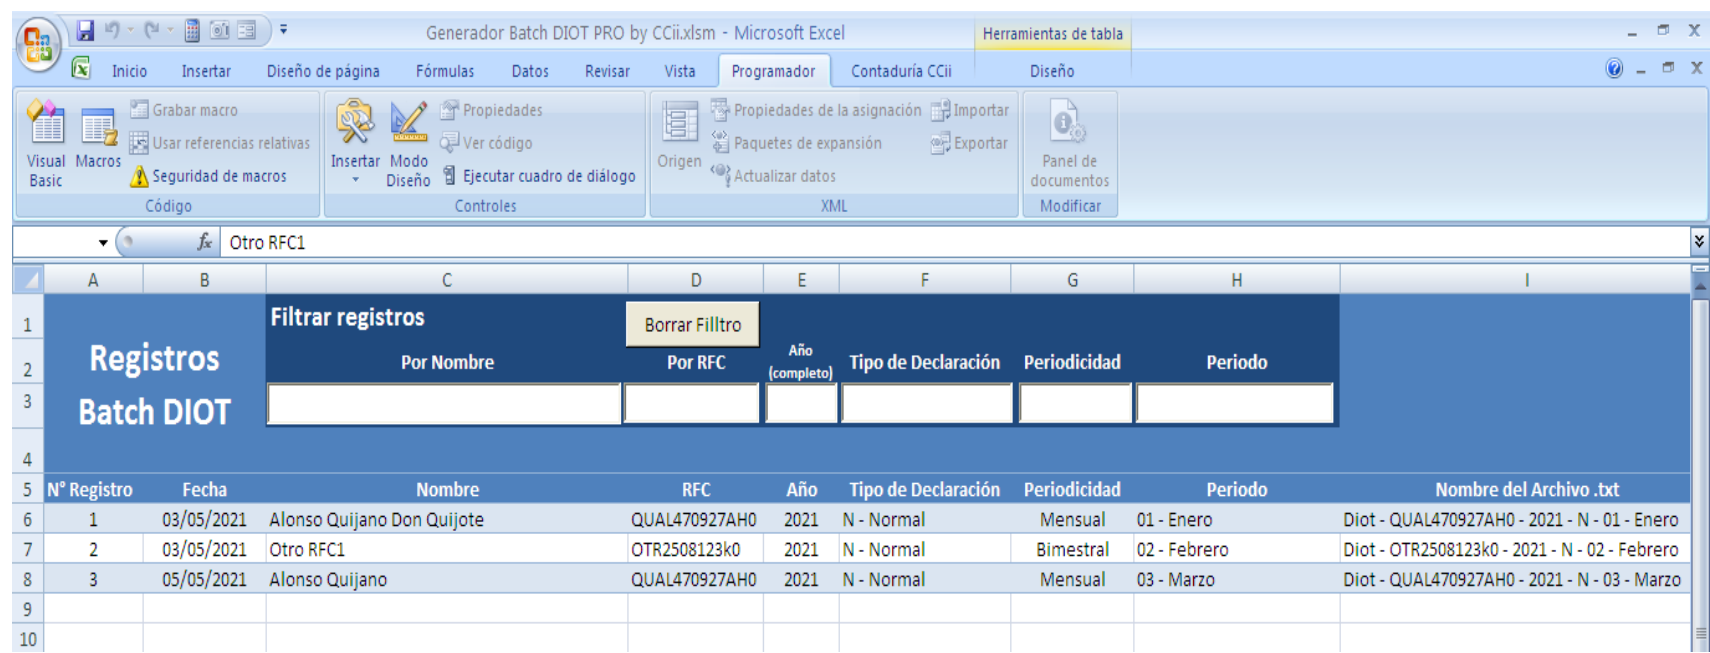 Generador Batch DIOT PRO by CCii.xlsm - Microsoft Excel
Herramientas de tabla
Inicio Insertar Diseño de página Fórmulas Datos Revisar Vista Programador Contaduría CCii Diseño
Visual Basic
Macros
Grabar macro
Usar referencias relativas
Seguridad de macros
Código
Insertar
Modo Diseño
Propiedades
Ver código
Ejecutar cuadro de diálogo
Controles
Origen
Propiedades de la asignación
Paquetes de expansión
Actualizar datos
Importar
Exportar
XML
Panel de documentos
Modificar
fx Otro RFC1
A B C D E F G H I
1 Filtrar registros Borrar Filltro
Registros
2 Por Nombre Por RFC Año (completo) Tipo de Declaración Periodicidad Periodo
3 Batch DIOT
4
5 N° Registro Fecha Nombre RFC Año Tipo de Declaración Periodicidad Periodo Nombre del Archivo .txt
6 1 03/05/2021 Alonso Quijano Don Quijote QUAL470927AH0 2021 N - Normal Mensual 01 - Enero Diot - QUAL470927AH0 - 2021 - N - 01 - Enero
7 2 03/05/2021 Otro RFC1 OTR2508123k0 2021 N - Normal Bimestral 02 - Febrero Diot - OTR2508123k0 - 2021 - N - 02 - Febrero
8 3 05/05/2021 Alonso Quijano QUAL470927AH0 2021 N - Normal Mensual 03 - Marzo Diot - QUAL470927AH0 - 2021 - N - 03 - Marzo
9
10